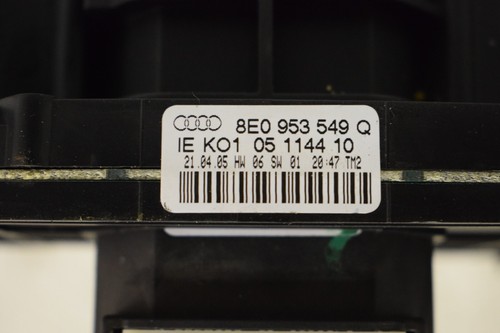 8E0 953 549 Q
IE KO1 05 1144 10
21.04.05 HW 06 SW 01 20:47 TM2